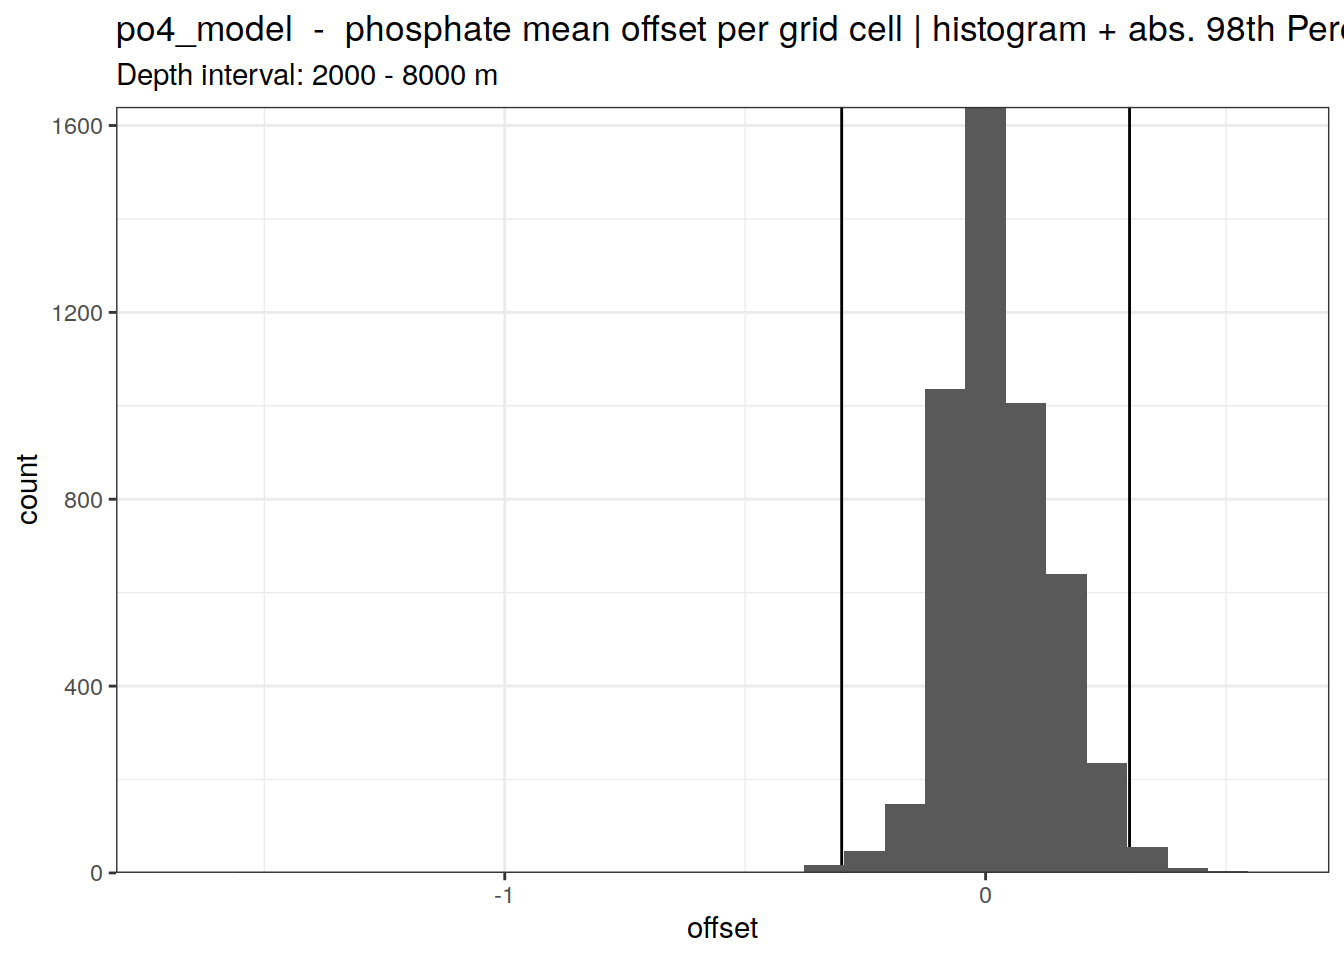 po4_model  -  phosphate mean offset per grid cell | histogram + abs. 98th
Depth interval: 2000 - 8000 m
1600
1200
800
400
0
count
-1
0
offset